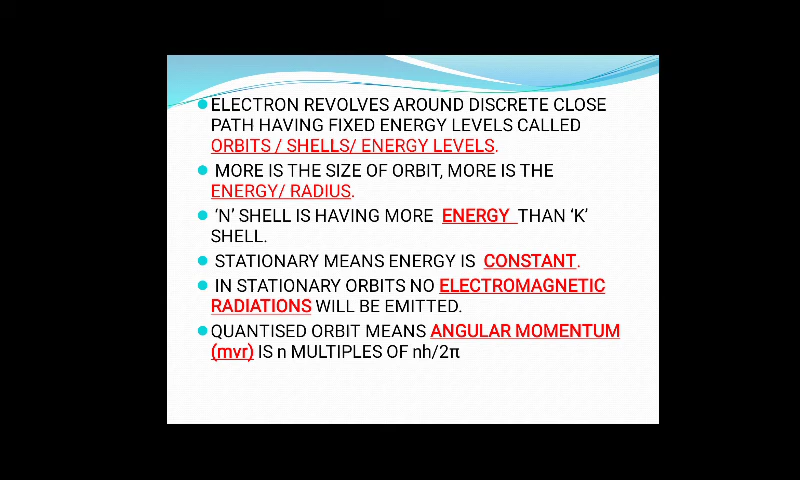 ELECTRON REVOLVES AROUND DISCRETE CLOSE
PATH HAVING FIXED ENERGY LEVELS CALLED
ORBITS / SHELLS/ ENERGY LEVELS.
MORE IS THE SIZE OF ORBIT, MORE IS THE
ENERGY/ RADIUS.
‘N’ SHELL IS HAVING MORE ENERGY THAN ‘K’
SHELL.
STATIONARY MEANS ENERGY IS CONSTANT.
IN STATIONARY ORBITS NO ELECTROMAGNETIC
RADIATIONS WILL BE EMITTED.
QUANTISED ORBIT MEANS ANGULAR MOMENTUM
(mvr) IS n MULTIPLES OF nh/2π